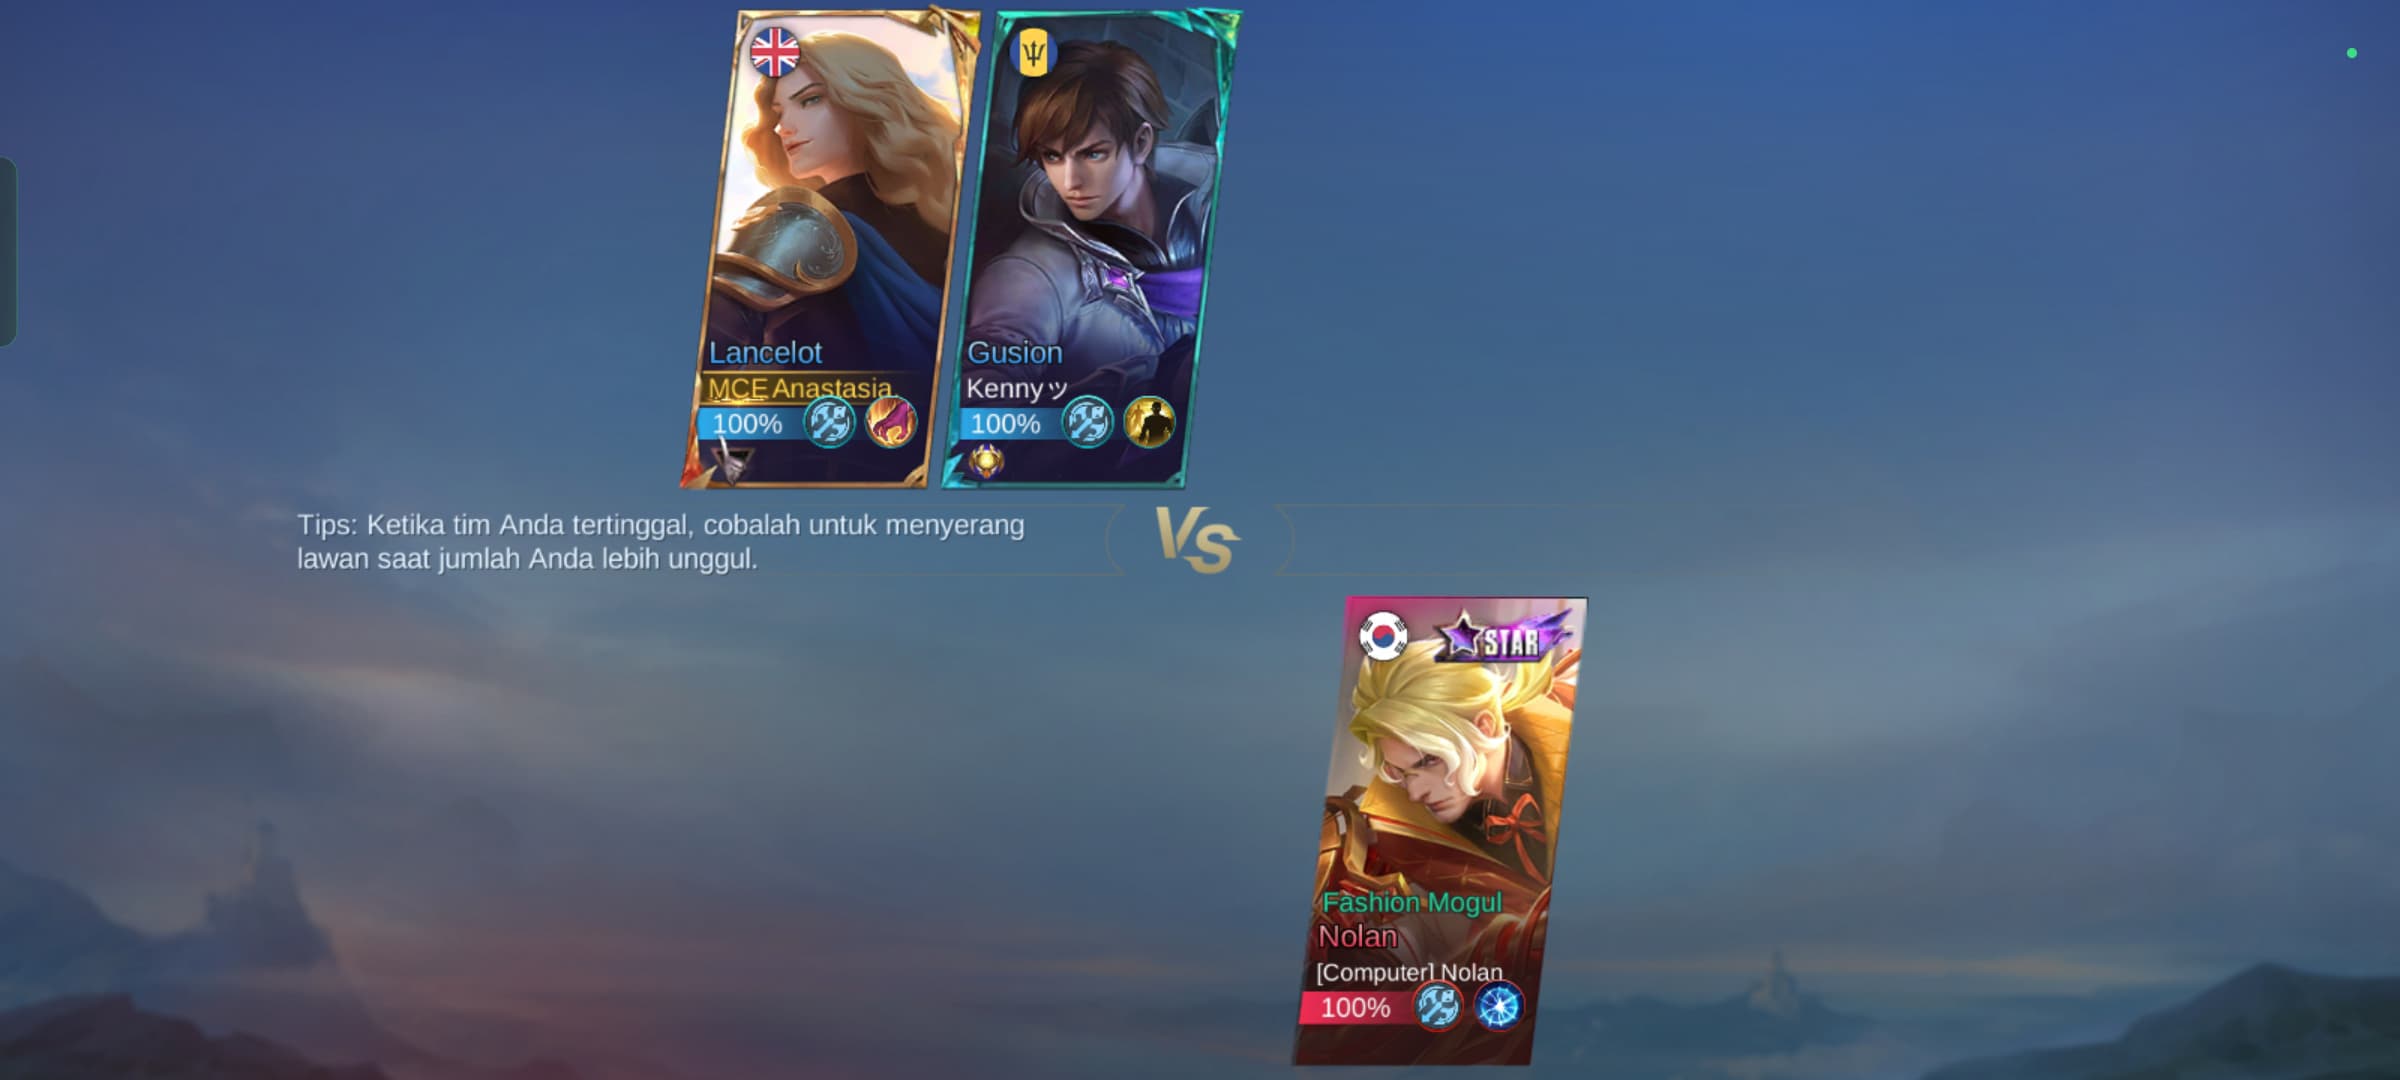 Lancelot
MCE Anastasia.
100%
Gusion
Kennyツ
100%
Tips: Ketika tim Anda tertinggal, cobalah untuk menyerang
lawan saat jumlah Anda lebih unggul.
VS
STAR
Fashion Mogul
Nolan
[Computer] Nolan
100%